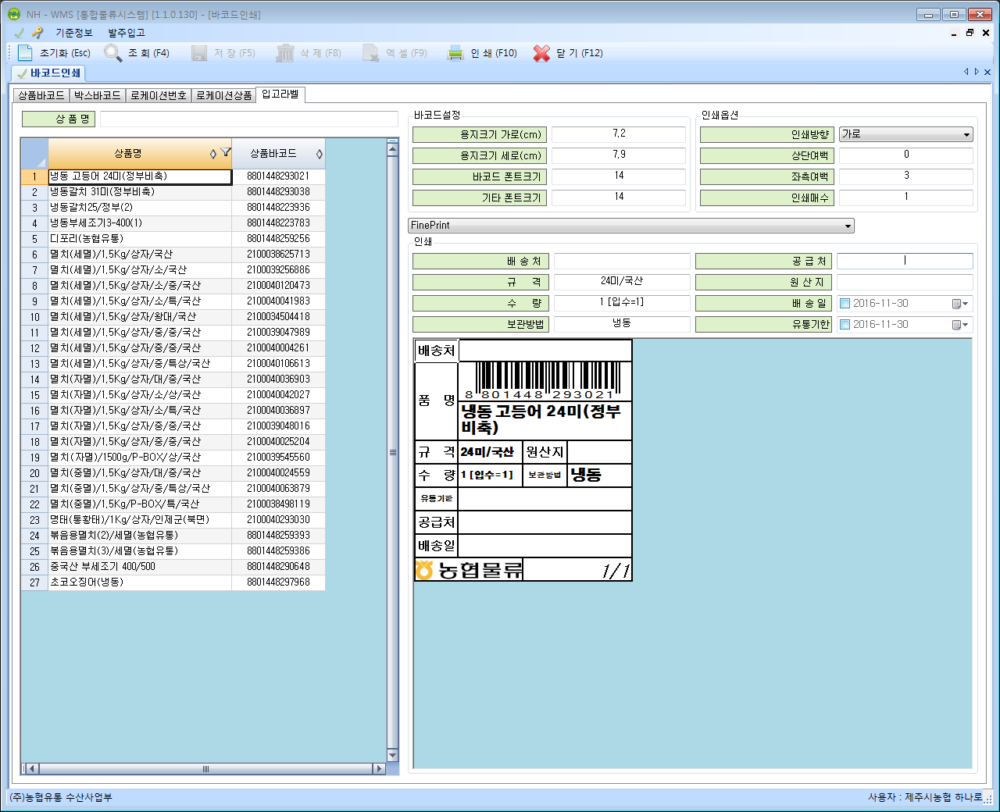 NH - WMS [통합물류시스템] [1.1.0.130] - [바코드인쇄]
기준정보 발주입고
초기화 (Esc) 조 회 (F4) 저 장 (F5) 삭 제 (F8) 엑 셀 (F9) 인 쇄 (F10) 닫 기 (F12)
바코드인쇄
상품바코드 박스바코드 로케이션번호 로케이션상품 입고라벨
상 품 명
상품명 상품바코드
1 냉동 고등어 24미(정부비축) 8801448293021
2 냉동갈치 31미(정부비축) 8801448293038
3 냉동갈치25/정부(2) 8801448223936
4 냉동부세조기3-400(1) 8801448223783
5 디포리(농협유통) 8801448259256
6 멸치(세멸)/1,5Kg/상자/국산 2100038625713
7 멸치(세멸)/1,5Kg/상자/소/국산 2100039256886
8 멸치(세멸)/1,5Kg/상자/소/중/국산 2100040120473
9 멸치(세멸)/1,5Kg/상자/소/특/국산 2100040041983
10 멸치(세멸)/1,5Kg/상자/왕대/국산 2100034504418
11 멸치(세멸)/1,5Kg/상자/중/중/국산 2100039047989
12 멸치(세멸)/1,5Kg/상자/중/중/국산 2100040004261
13 멸치(세멸)/1,5Kg/상자/중/특상/국산 2100040106613
14 멸치(자멸)/1,5Kg/상자/대/중/국산 2100040036903
15 멸치(자멸)/1,5Kg/상자/소/상/국산 2100040042027
16 멸치(자멸)/1,5Kg/상자/소/특/국산 2100040036897
17 멸치(자멸)/1,5Kg/상자/중/중/국산 2100039048016
18 멸치(자멸)/1,5Kg/상자/중/중/국산 2100040025204
19 멸치(자멸)/1500g/P-BOX/상/국산 2100039545560
20 멸치(중멸)/1,5Kg/상자/대/중/국산 2100040024559
21 멸치(중멸)/1,5Kg/상자/중/특상/국산 2100040063879
22 멸치(중멸)/1,5Kg/P-BOX/특/국산 2100038498119
23 명태(통황태)/1Kg/상자/인제군(북면) 2100040293030
24 볶음용멸치(2)/세멸(농협유통) 8801448259393
25 볶음용멸치(3)/세멸(농협유통) 8801448259386
26 중국산 부세조기 400/500 8801448290648
27 초코오징어(냉동) 8801448297968
바코드설정
용지크기 가로(cm) 7,2
용지크기 세로(cm) 7,9
바코드 폰트크기 14
기타 폰트크기 14
인쇄옵션
인쇄방향 가로
상단여백 0
좌측여백 3
인쇄매수 1
FinePrint
인쇄
배 송 처 공 급 처
규 격 24미/국산 원 산 지
수 량 1 [입수=1] 배 송 일 2016-11-30
보관방법 냉동 유통기한 2016-11-30
배송처
8 801448 293021
품 명
냉동 고등어 24미(정부
비축)
규 격 24미/국산 원산지
수 량 1 [입수=1] 보관방법 냉동
유통기한
공급처
배송일
농협물류 1/1
(주)농협유통 수산사업부 사용자 : 제주시농협 하나로